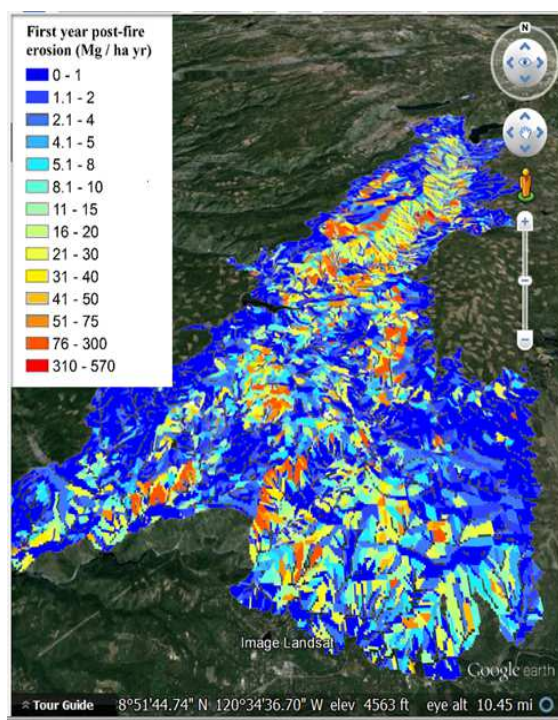 First year post-fire
erosion (Mg / ha yr)
0 - 1
1.1 - 2
2.1 - 4
4.1 - 5
5.1 - 8
8.1 - 10
11 - 15
16 - 20
21 - 30
31 - 40
41 - 50
51 - 75
76 - 300
310 - 570
N
Image Landsat
Google earth
Tour Guide 8°51'44.74" N 120°34'36.70" W elev 4563 ft eye alt 10.45 mi